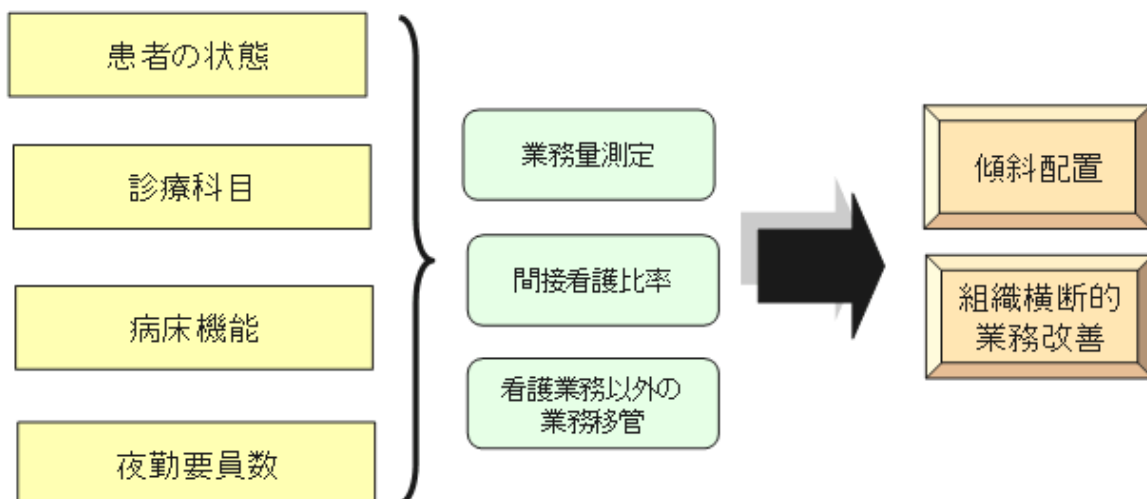 患者の状態
診療科目
病床機能
夜勤要員数
業務量測定
間接看護比率
看護業務以外の
業務移管
傾斜配置
組織横断的
業務改善